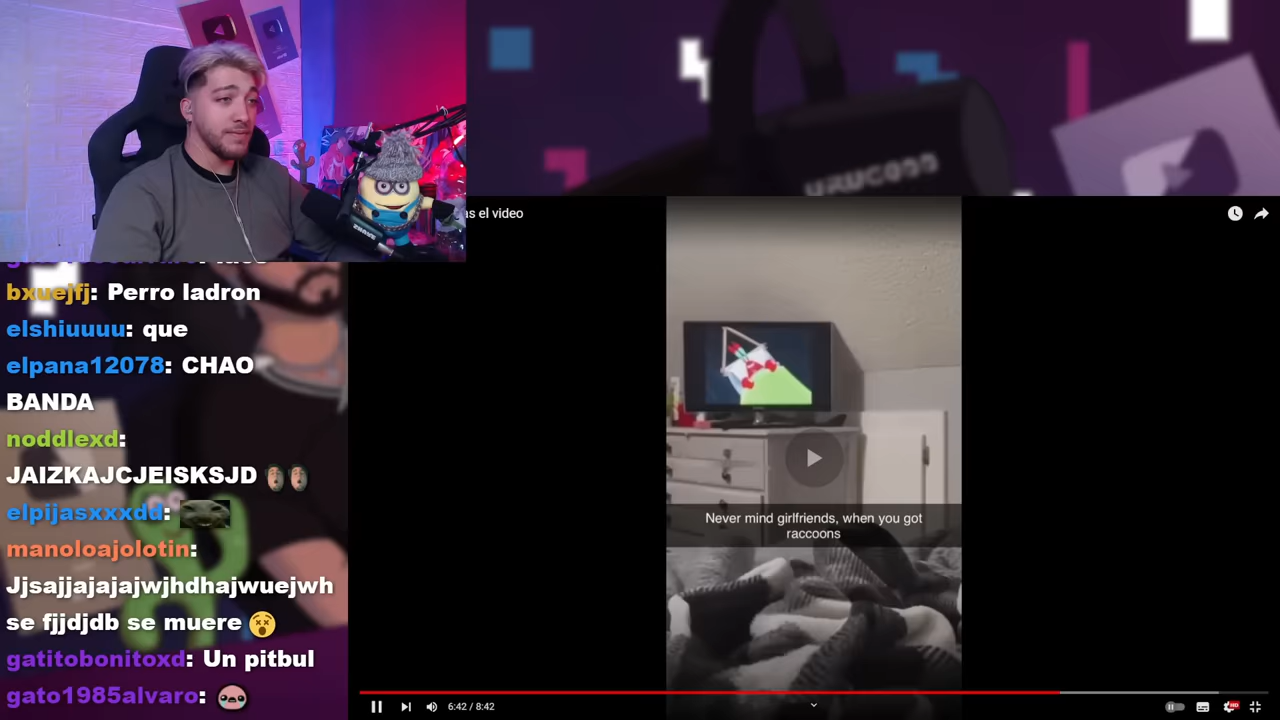 as el video
bxuejfj: Perro ladron
elshiuuuu: que
elpana12078: CHAO
BANDA
noddlexd:
JAIZKAJCJEISKSJD
elpijasxxxdd:
manoloajolotin:
Jjsajjajajajwjhdhajwuejwh
se fjjdjdb se muere
gatitobonitoxd: Un pitbul
gato1985alvaro:
Never mind girlfriends, when you got
raccoons
6:42 / 8:42
HD